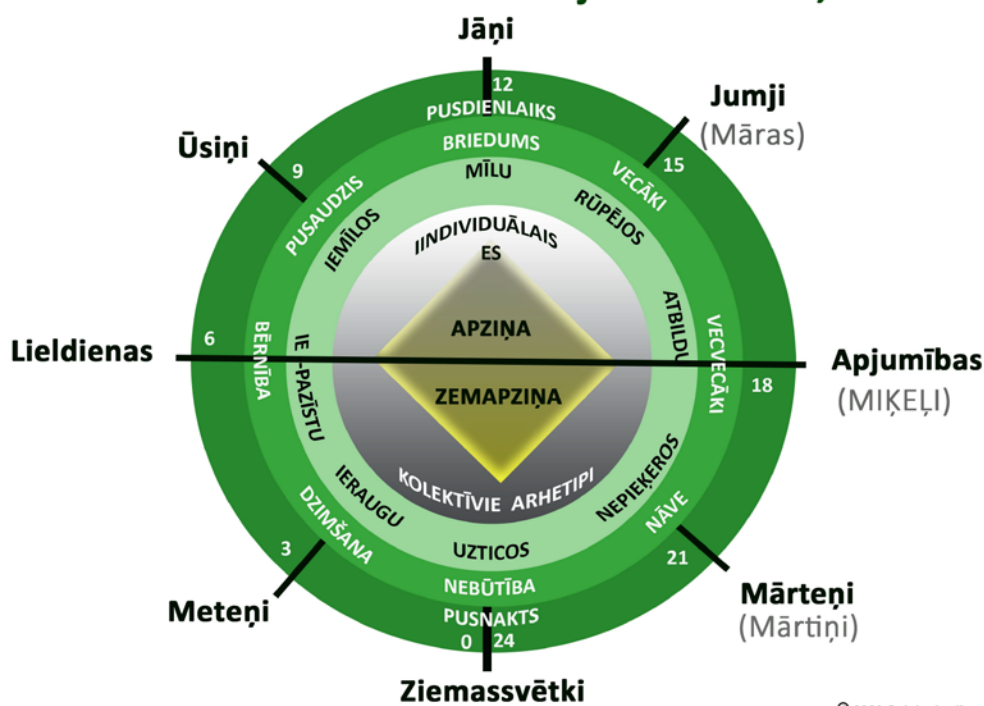 Jāņi
Jumji
(Māras)
Ūsiņi
Lieldienas
Apjumības
(MIĶEĻI)
Meteņi
Mārteņi
(Mārtiņi)
Ziemassvētki
12
PUSDIENLAIKS
15
18
21
PUSNAKTS
0 24
3
6
9
BRIEDUMS
VECĀKI
VECVECĀKI
NĀVE
NEBŪTĪBA
DZIMŠANA
BĒRNĪBA
PUSAUDZIS
MĪLU
RŪPĒJOS
ATBILDU
NEPIEĶEROS
UZTICOS
IERAUGU
IE -PAZĪSTU
IEMĪLOS
IINDIVIDUĀLAIS
ES
APZIŅA
ZEMAPZIŅA
KOLEKTĪVIE ARHETIPI